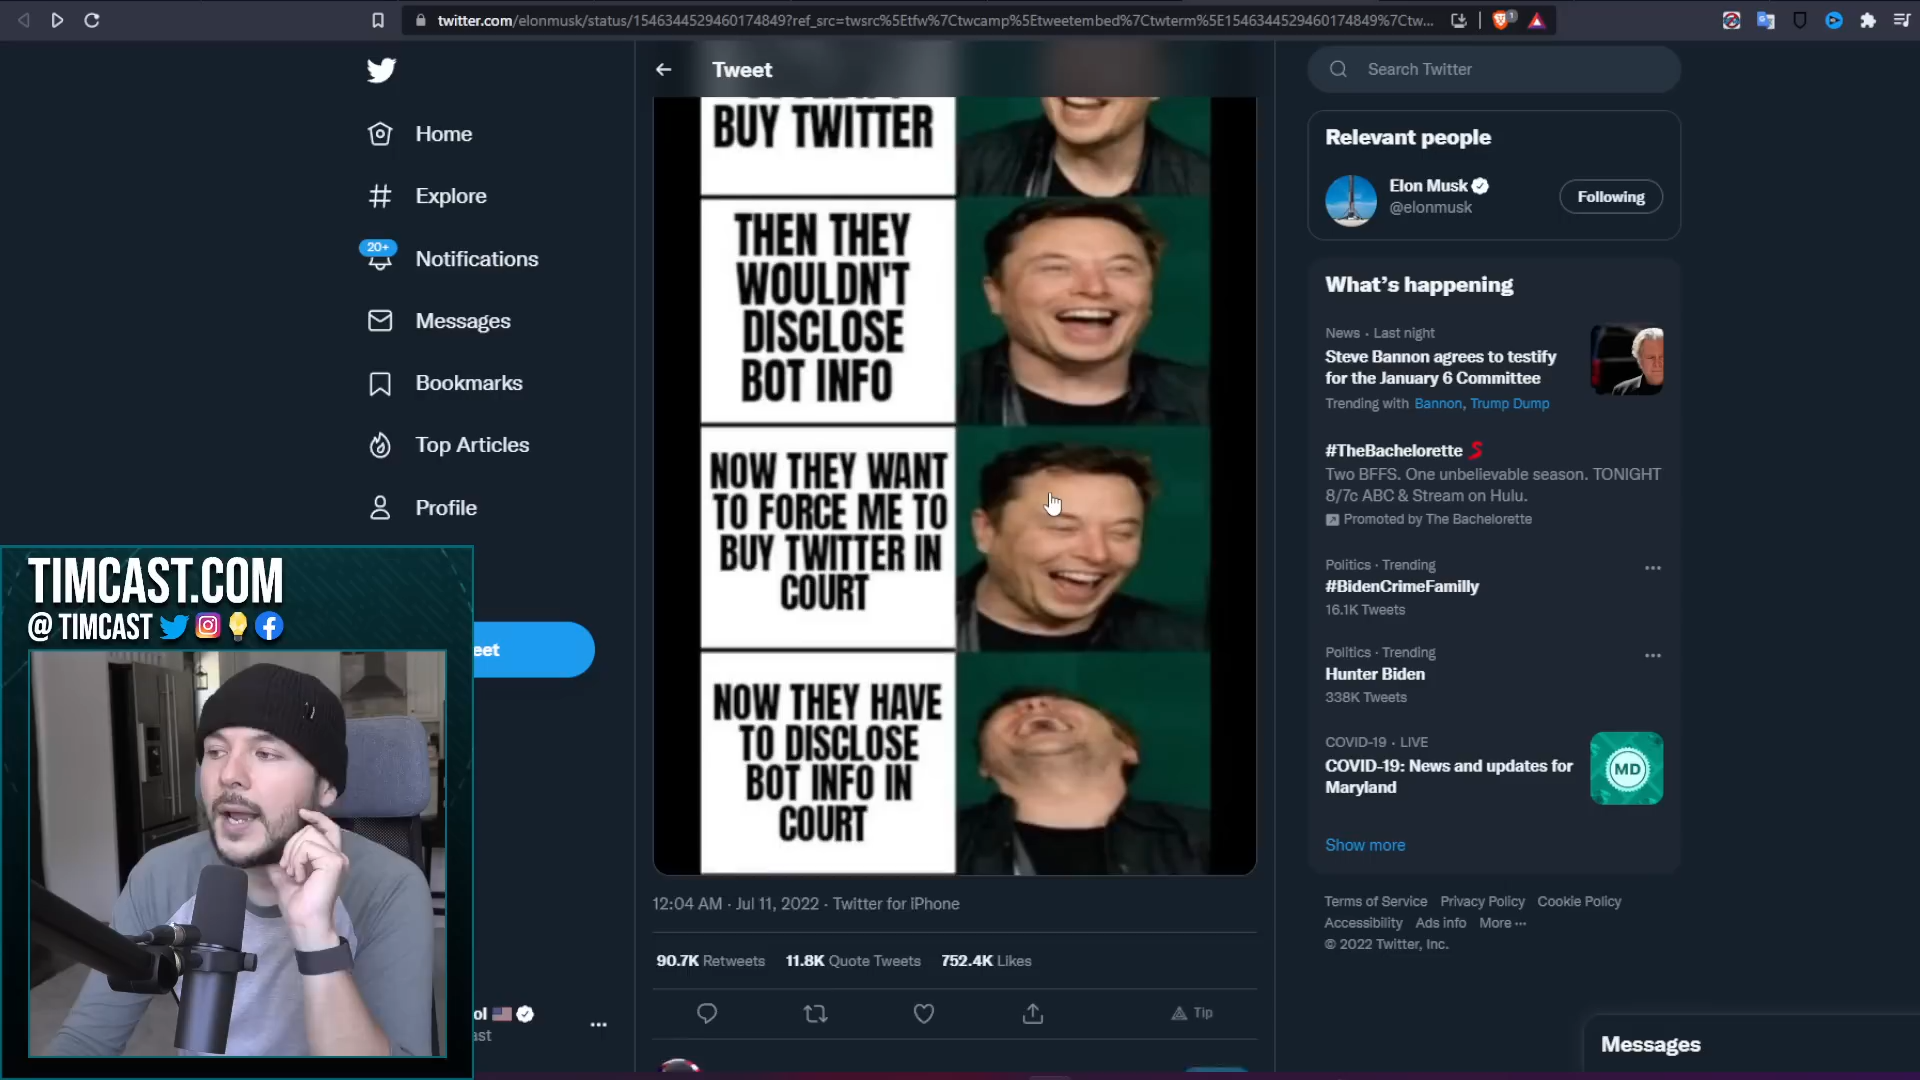 twitter.com/elonmusk/status/1546344529460174849?ref_src=twsrc%5Etfw%7Ctwcamp%5Etweetembed%7Ctwterm%5E1546344529460174849%7Ctw...
1
Tweet
Search Twitter
Home
Explore
20+
Notifications
Messages
Bookmarks
Top Articles
Profile
eet
BUY TWITTER
THEN THEY
WOULDN'T
DISCLOSE
BOT INFO
NOW THEY WANT
TO FORCE ME TO
BUY TWITTER IN
COURT
NOW THEY HAVE
TO DISCLOSE
BOT INFO IN
COURT
12:04 AM · Jul 11, 2022 · Twitter for iPhone
90.7K Retweets 11.8K Quote Tweets 752.4K Likes
Tip
Relevant people
Elon Musk
@elonmusk
Following
What's happening
News · Last night
Steve Bannon agrees to testify
for the January 6 Committee
Trending with Bannon, Trump Dump
#TheBachelorette
Two BFFS. One unbelievable season. TONIGHT
8/7c ABC & Stream on Hulu.
Promoted by The Bachelorette
Politics · Trending
#BidenCrimeFamilly
16.1K Tweets
Politics · Trending
Hunter Biden
338K Tweets
COVID-19 · LIVE
COVID-19: News and updates for
Maryland
MD
Show more
Terms of Service Privacy Policy Cookie Policy
Accessibility Ads info More ···
© 2022 Twitter, Inc.
Messages
TIMCAST.COM
@ TIMCAST
ol
ast